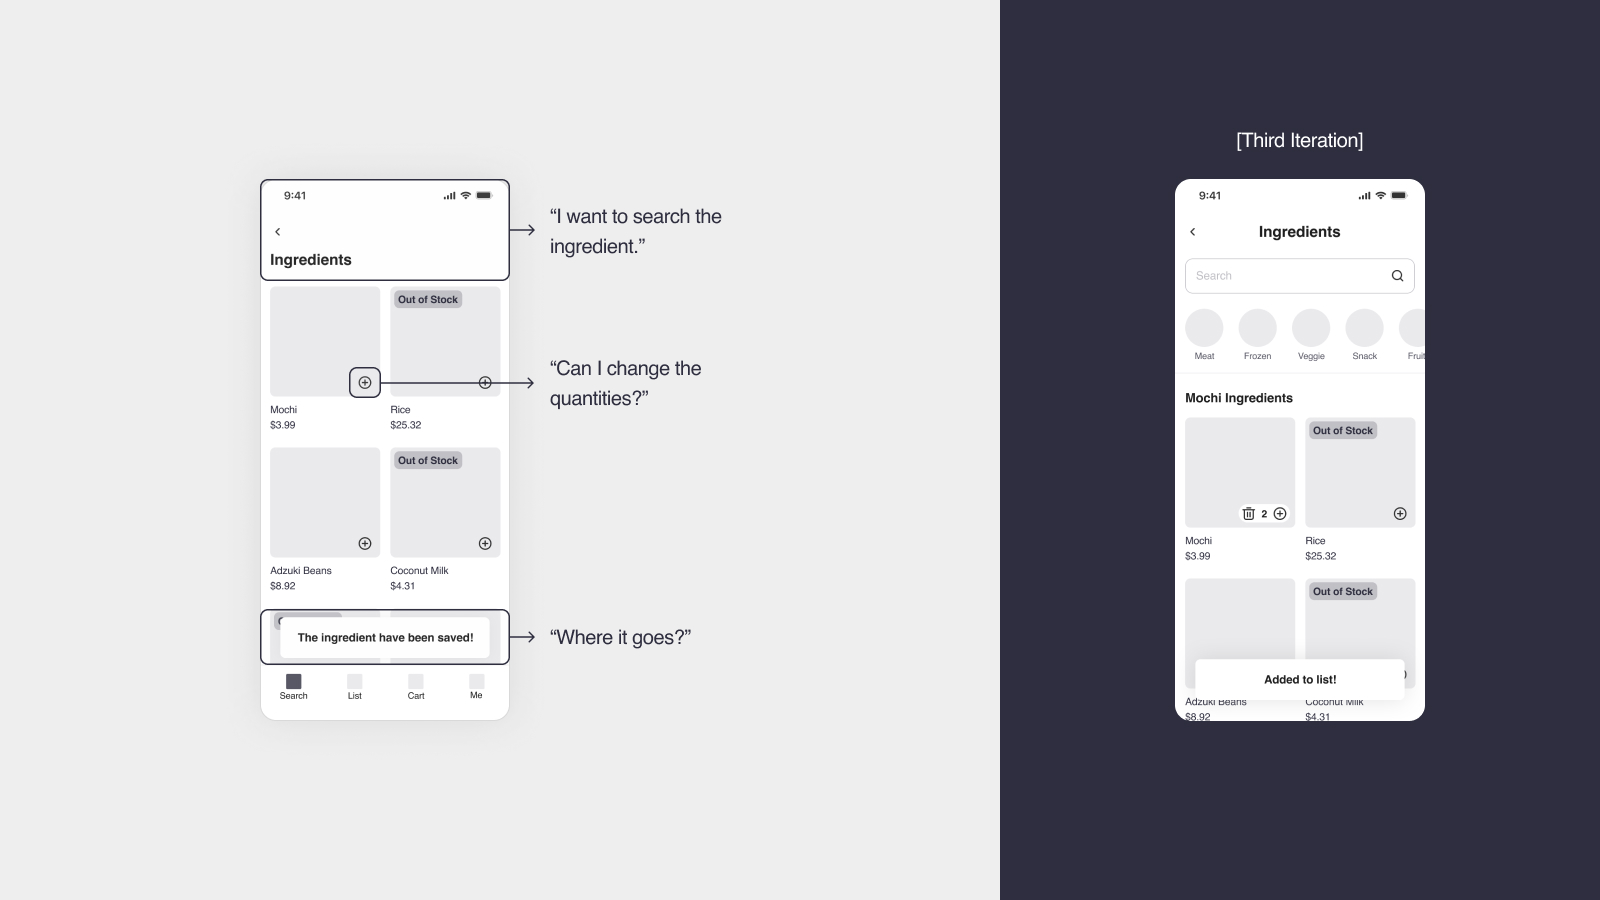 9:41
Ingredients
Out of Stock
Mochi
$3.99
Rice
$25.32
Out of Stock
Adzuki Beans
$8.92
Coconut Milk
$4.31
The ingredient have been saved!
Search
List
Cart
Me
“I want to search the
ingredient.”
“Can I change the
quantities?”
“Where it goes?”
[Third Iteration]
9:41
Ingredients
Search
Meat
Frozen
Veggie
Snack
Fruit
Mochi Ingredients
Out of Stock
2
Mochi
$3.99
Rice
$25.32
Out of Stock
Added to list!
Adzuki Beans
$8.92
Coconut Milk
$4.31